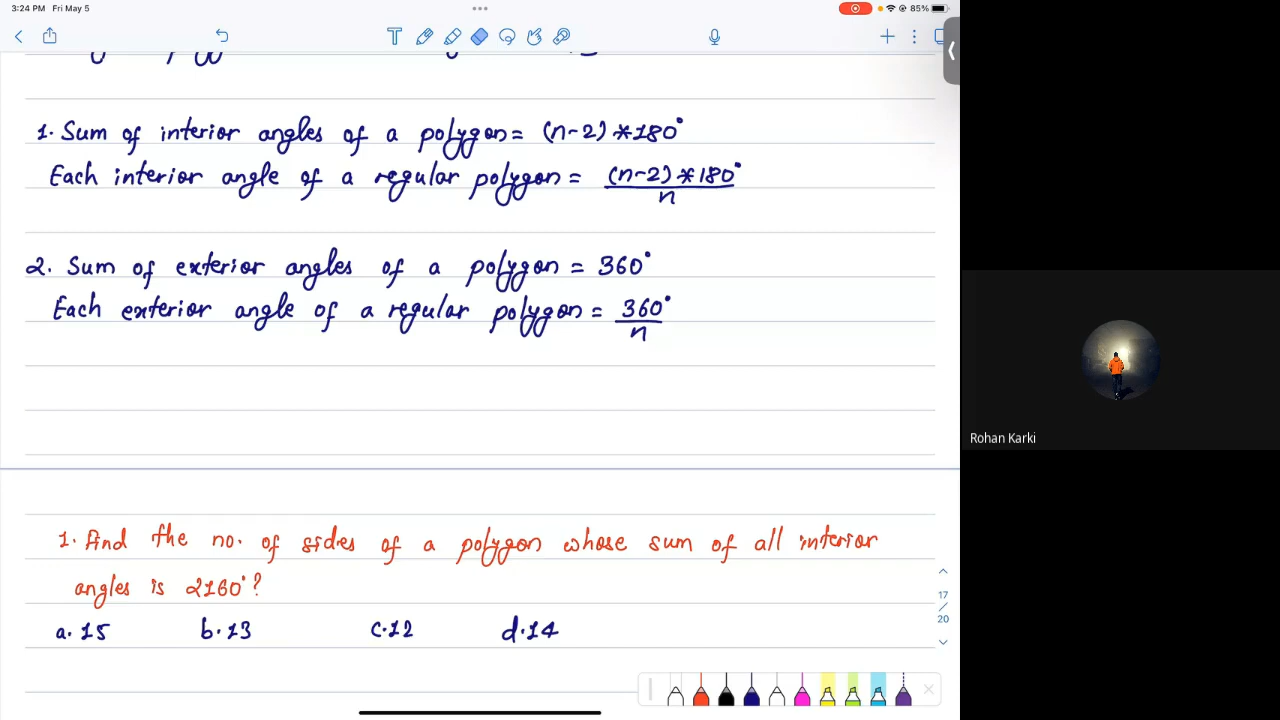 3:24 PM Fri May 5
85%
1. Sum of interior angles of a polygon = (n-2) *180°
Each interior angle of a regular polygon = (n-2) *180°
n
2. Sum of exterior angles of a polygon = 360°
Each exterior angle of a regular polygon = 360°
n
Rohan Karki
1. Find the no. of sides of a polygon whose sum of all interior
angles is 2160°?
17
/
20
a. 15 b. 13 c. 12 d. 14